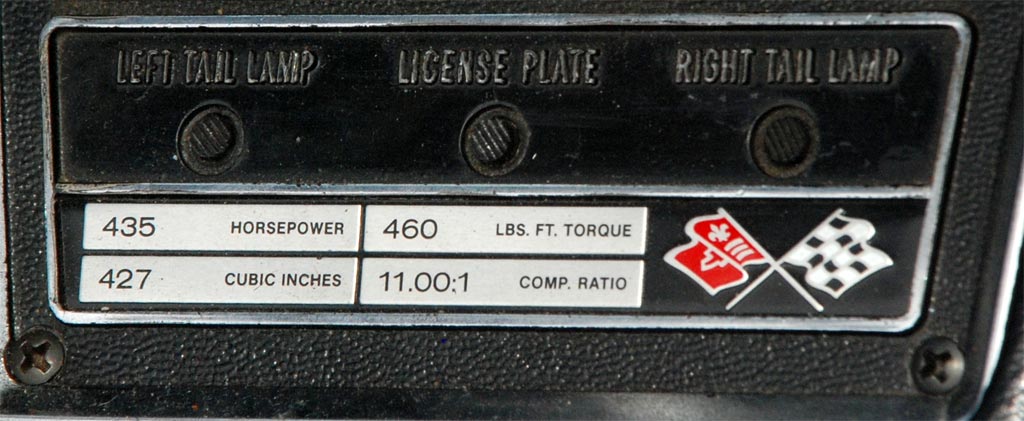 LEFT TAIL LAMP LICENSE PLATE RIGHT TAIL LAMP
435 HORSEPOWER 460 LBS. FT. TORQUE
427 CUBIC INCHES 11.00:1 COMP. RATIO